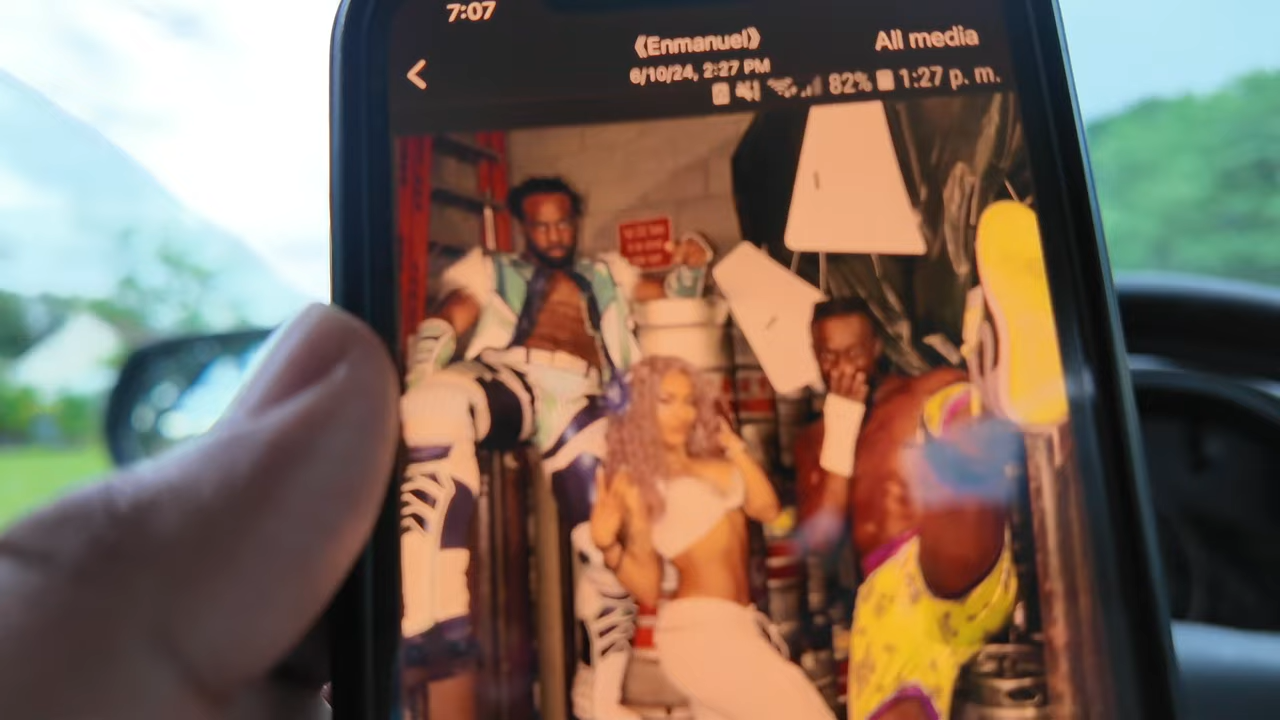 7:07
《Enmanuel》
All media
6/10/24, 2:27 PM
82% 1:27 p. m.